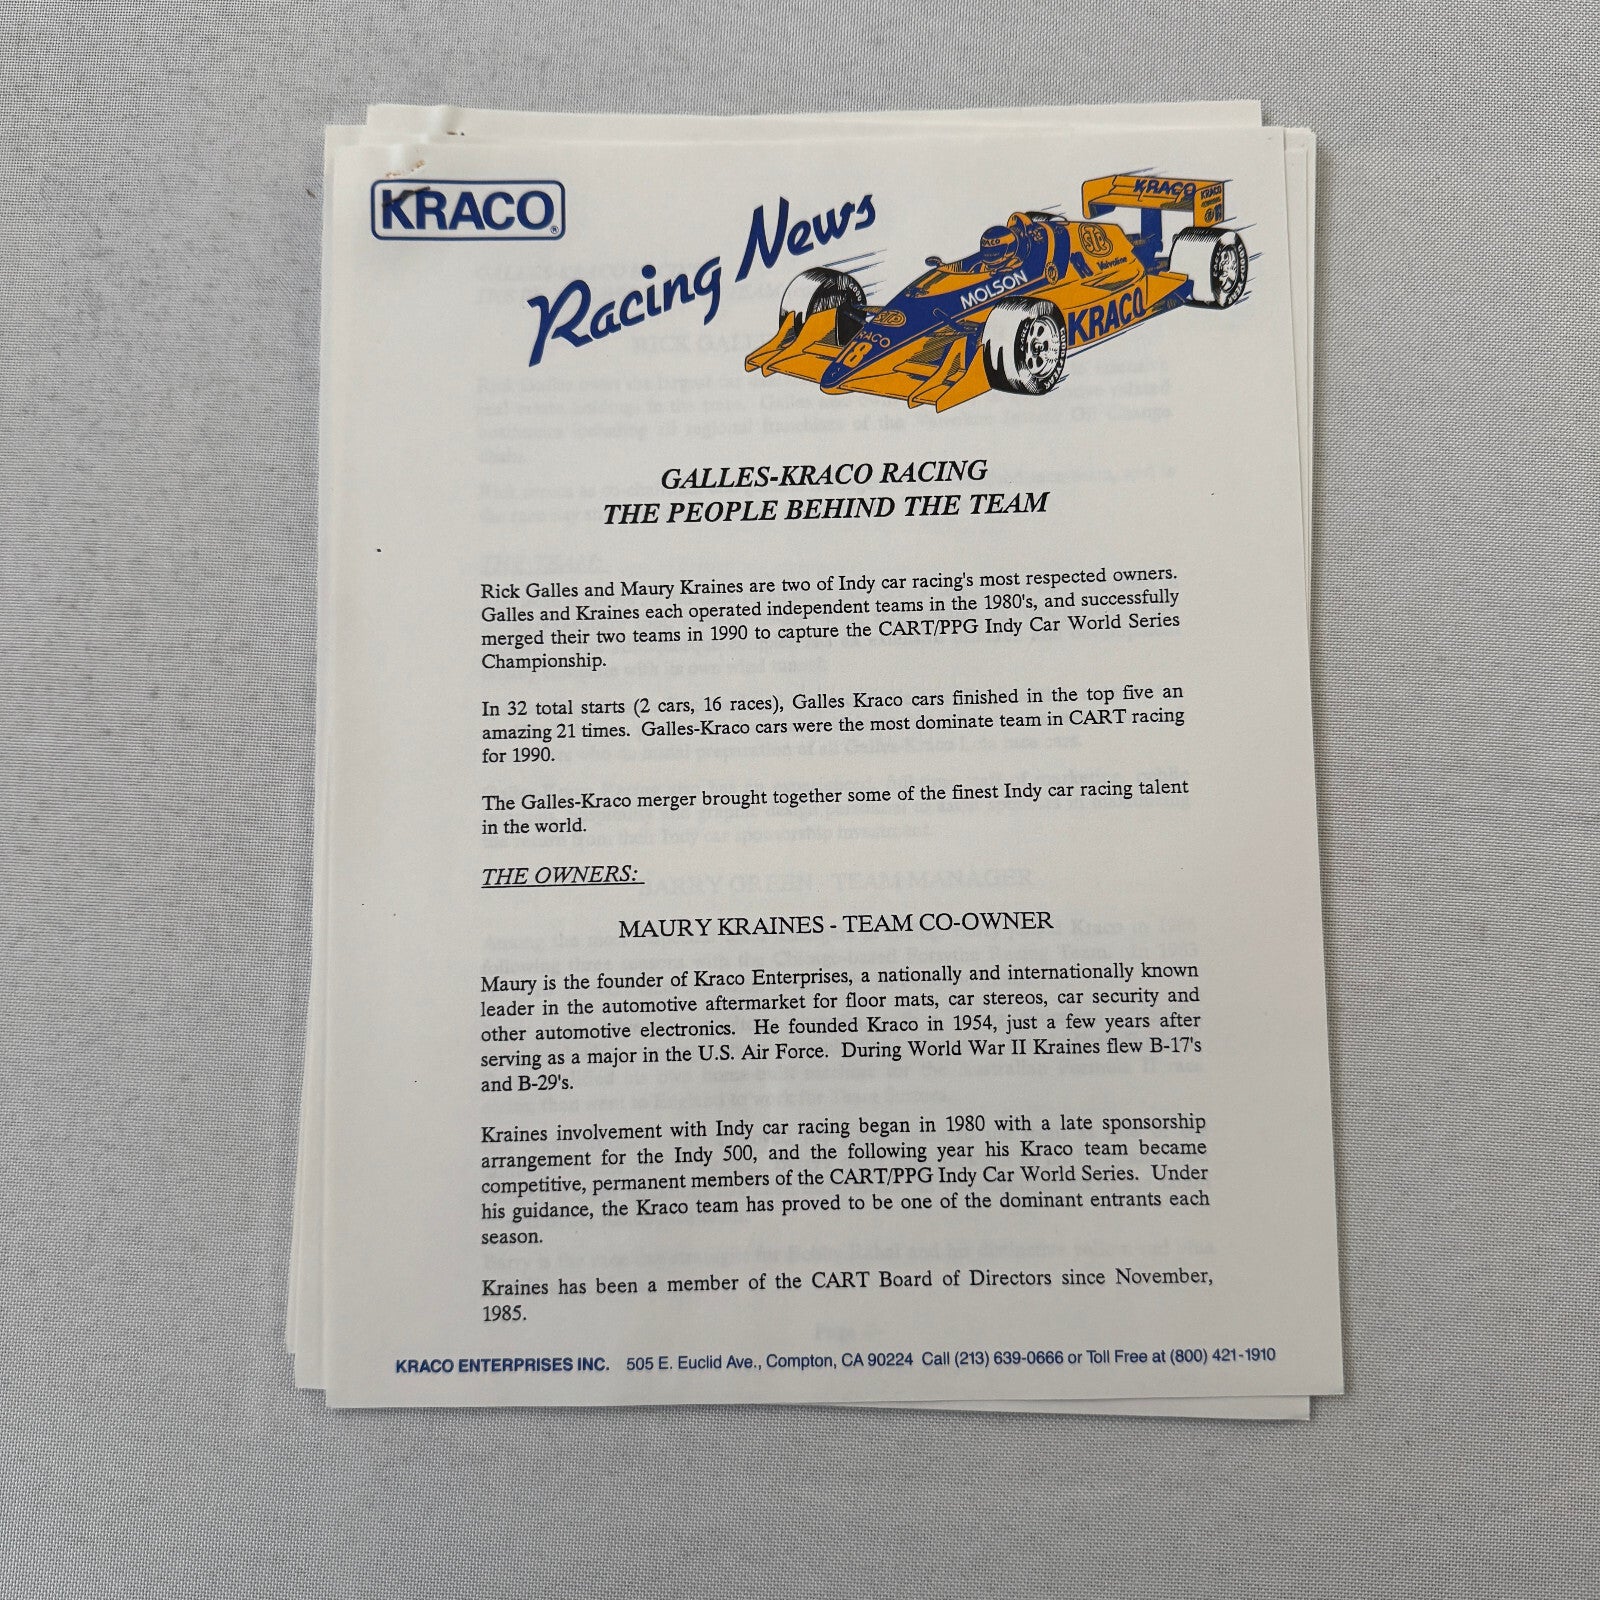 KRACO®
Racing News
KRACO
KRACO
STP
Valvoline
MOLSON
KRACO
STP
KRACO
18
GALLES-KRACO RACING
THE PEOPLE BEHIND THE TEAM
Rick Galles and Maury Kraines are two of Indy car racing's most respected owners.
Galles and Kraines each operated independent teams in the 1980's, and successfully
merged their two teams in 1990 to capture the CART/PPG Indy Car World Series
Championship.
In 32 total starts (2 cars, 16 races), Galles Kraco cars finished in the top five an
amazing 21 times. Galles-Kraco cars were the most dominate team in CART racing
for 1990.
The Galles-Kraco merger brought together some of the finest Indy car racing talent
in the world.
THE OWNERS:
MAURY KRAINES - TEAM CO-OWNER
Maury is the founder of Kraco Enterprises, a nationally and internationally known
leader in the automotive aftermarket for floor mats, car stereos, car security and
other automotive electronics. He founded Kraco in 1954, just a few years after
serving as a major in the U.S. Air Force. During World War II Kraines flew B-17's
and B-29's.
Kraines involvement with Indy car racing began in 1980 with a late sponsorship
arrangement for the Indy 500, and the following year his Kraco team became
competitive, permanent members of the CART/PPG Indy Car World Series. Under
his guidance, the Kraco team has proved to be one of the dominant entrants each
season.
Kraines has been a member of the CART Board of Directors since November,
1985.
KRACO ENTERPRISES INC. 505 E. Euclid Ave., Compton, CA 90224 Call (213) 639-0666 or Toll Free at (800) 421-1910